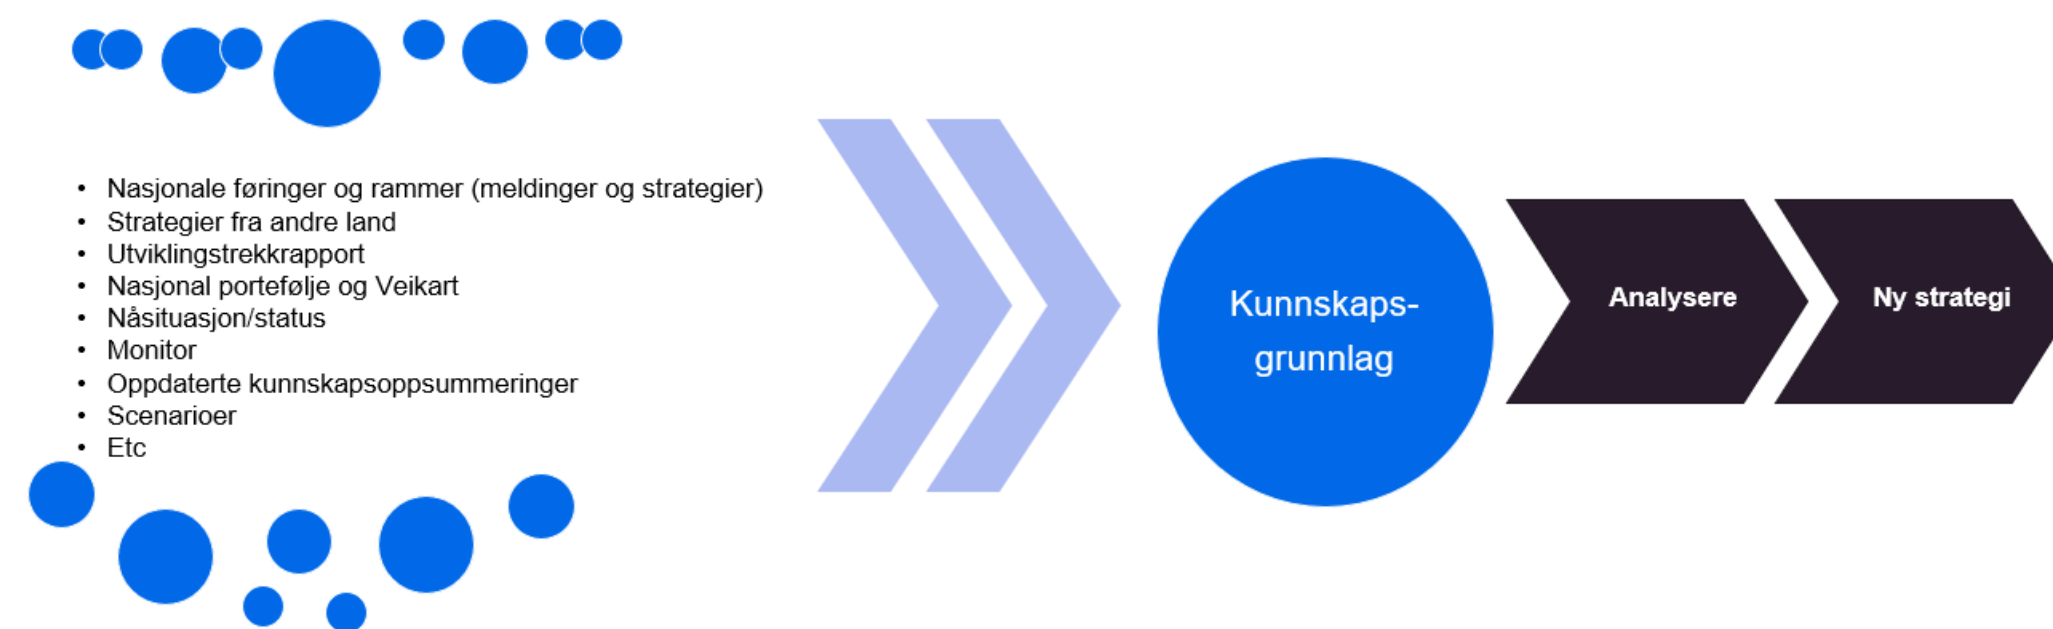 • Nasjonale føringer og rammer (meldinger og strategier)
• Strategier fra andre land
• Utviklingstrekkrapport
• Nasjonal portefølje og Veikart
• Nåsituasjon/status
• Monitor
• Oppdaterte kunnskapsoppsummeringer
• Scenarioer
• Etc
Kunnskaps-
grunnlag
Analysere
Ny strategi